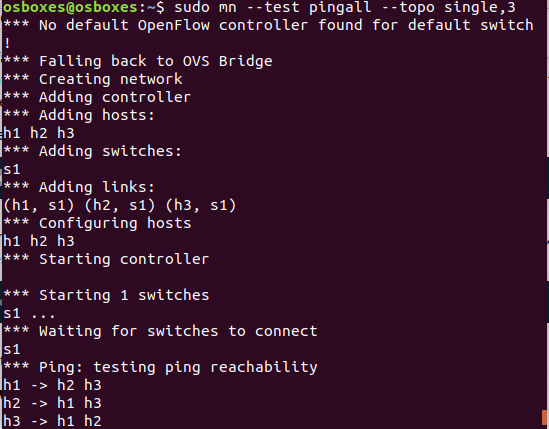 osboxes@osboxes:~$ sudo mn --test pingall --topo single,3
*** No default OpenFlow controller found for default switch
!
*** Falling back to OVS Bridge
*** Creating network
*** Adding controller
*** Adding hosts:
h1 h2 h3
*** Adding switches:
s1
*** Adding links:
(h1, s1) (h2, s1) (h3, s1)
*** Configuring hosts
h1 h2 h3
*** Starting controller

*** Starting 1 switches
s1 ...
*** Waiting for switches to connect
s1
*** Ping: testing ping reachability
h1 -> h2 h3
h2 -> h1 h3
h3 -> h1 h2